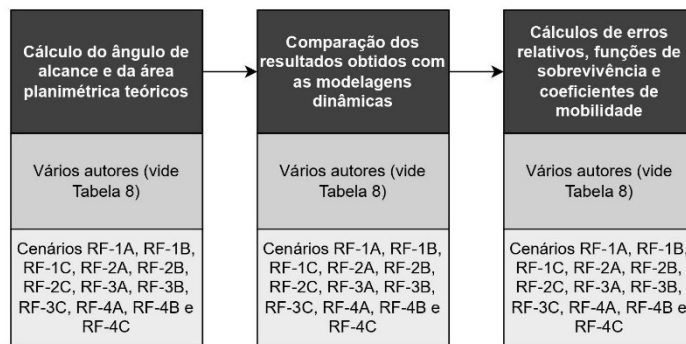 Cálculo do ângulo de
alcance e da área
planimétrica teóricos
Vários autores (vide
Tabela 8)
Cenários RF-1A, RF-1B,
RF-1C, RF-2A, RF-2B,
RF-2C, RF-3A, RF-3B,
RF-3C, RF-4A, RF-4B e
RF-4C
Comparação dos
resultados obtidos com
as modelagens
dinâmicas
Vários autores (vide
Tabela 8)
Cenários RF-1A, RF-1B,
RF-1C, RF-2A, RF-2B,
RF-2C, RF-3A, RF-3B,
RF-3C, RF-4A, RF-4B e
RF-4C
Cálculos de erros
relativos, funções de
sobrevivência e
coeficientes de
mobilidade
Vários autores (vide
Tabela 8)
Cenários RF-1A, RF-1B,
RF-1C, RF-2A, RF-2B,
RF-2C, RF-3A, RF-3B,
RF-3C, RF-4A, RF-4B e
RF-4C